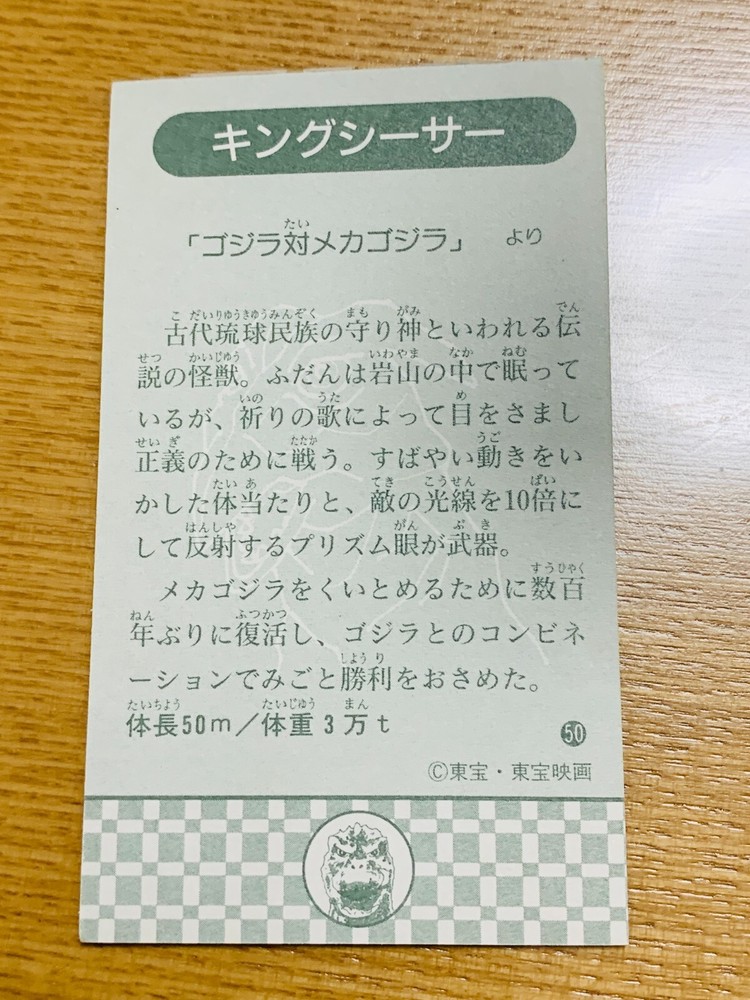 キングシーサー
「ゴジラ対メカゴジラ」 より
古代琉球民族の守り神といわれる伝
説の怪獣。ふだんは岩山の中で眠って
いるが、祈りの歌によって目をさまし
正義のために戦う。すばやい動きをい
かした体当たりと、敵の光線を10倍に
して反射するプリズム眼が武器。
メカゴジラをくいとめるために数百
年ぶりに復活し、ゴジラとのコンビネ
ーションでみごと勝利をおさめた。
体長50m/体重3万t
50
©東宝・東宝映画